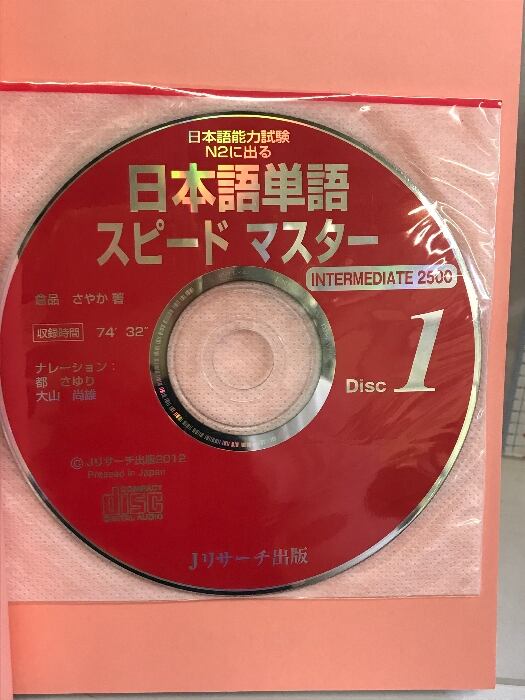 日本語能力試験
N2に出る
日本語単語
スピード マスター
INTERMEDIATE 2500
倉品 さやか 著
収録時間 74′ 32″
Disc 1
ナレーション：
都 さゆり
大山 尚雄
ⒸJリサーチ出版2012
Pressed in Japan
COMPACT
disc
DIGITAL AUDIO
Jリサーチ出版